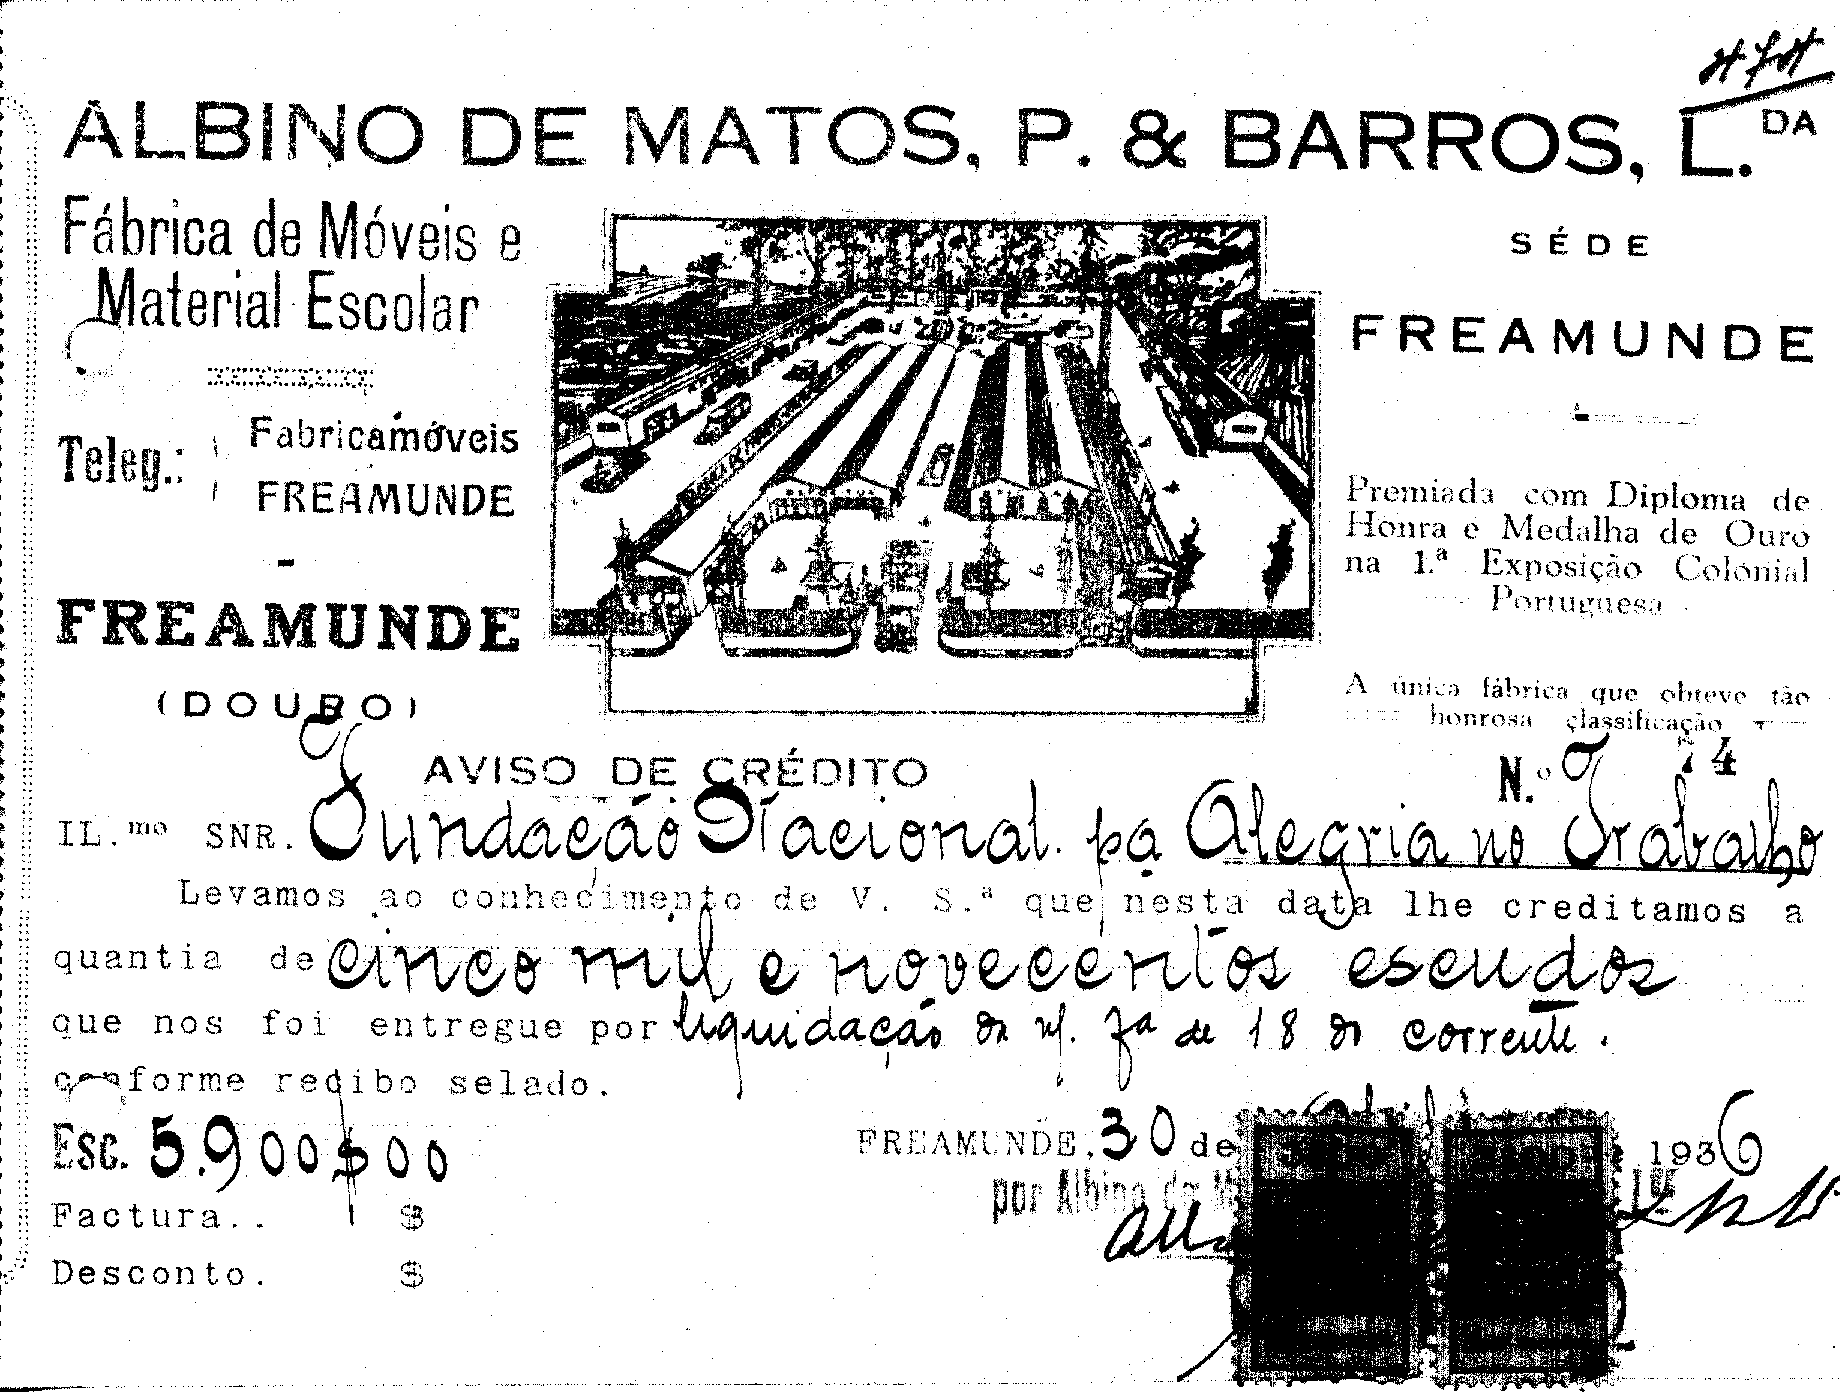 ALBINO DE MATOS, P. & BARROS, L.DA
Fábrica de Móveis e
Material Escolar
Teleg.: Fabricamóveis
FREAMUNDE
FREAMUNDE
(DOURO)
SÉDE
FREAMUNDE
Premiada com Diploma de
Honra e Medalha de Ouro
na 1.ª Exposição Colonial
Portuguesa
A única fábrica que obteve tão
honrosa classificação
AVISO DE CRÉDITO
N.º 74
IL.mo SNR. Fundação Nacional pa Alegria no Trabalho
Levamos ao conhecimento de V. S.ª que nesta data lhe creditamos a
quantia de cinco mil e novecentos escudos
que nos foi entregue por liquidação da n/. fa de 18 do corrente.
conforme recibo selado.
Esc. 5.900$00
FREAMUNDE, 30 de 1936
por Albino de M
Factura.. $
Desconto. $